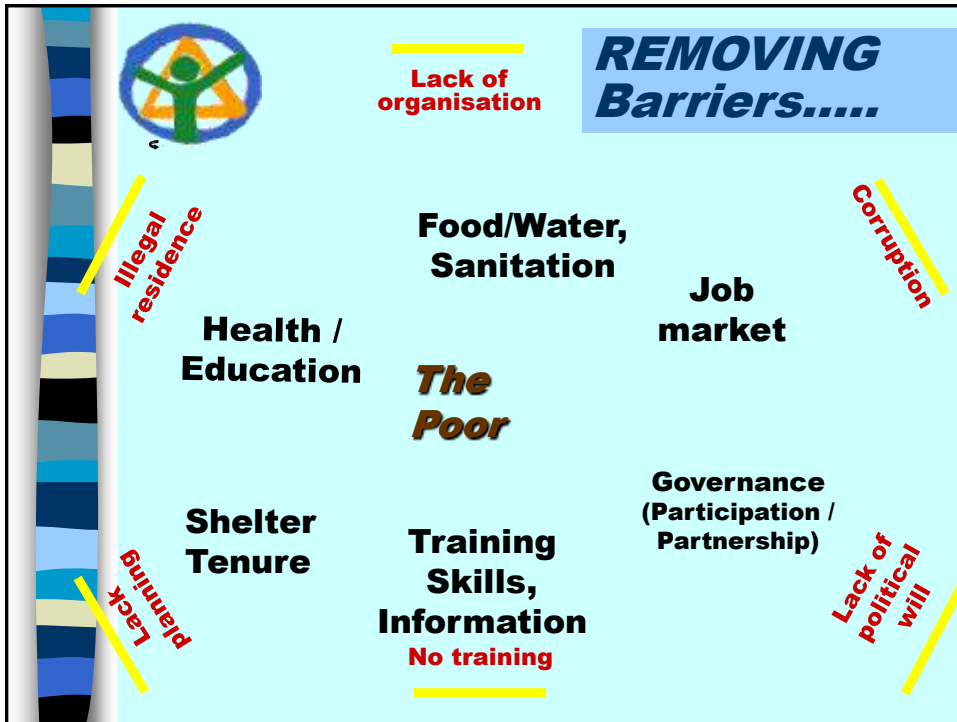 REMOVING
Barriers.....
Lack of
organisation
Illegal
residence
Corruption
Food/Water,
Sanitation
Job
market
Health /
Education
The
Poor
Governance
(Participation /
Partnership)
Shelter
Tenure
Training
Skills,
Information
No training
Lack
planning
Lack of
political
will